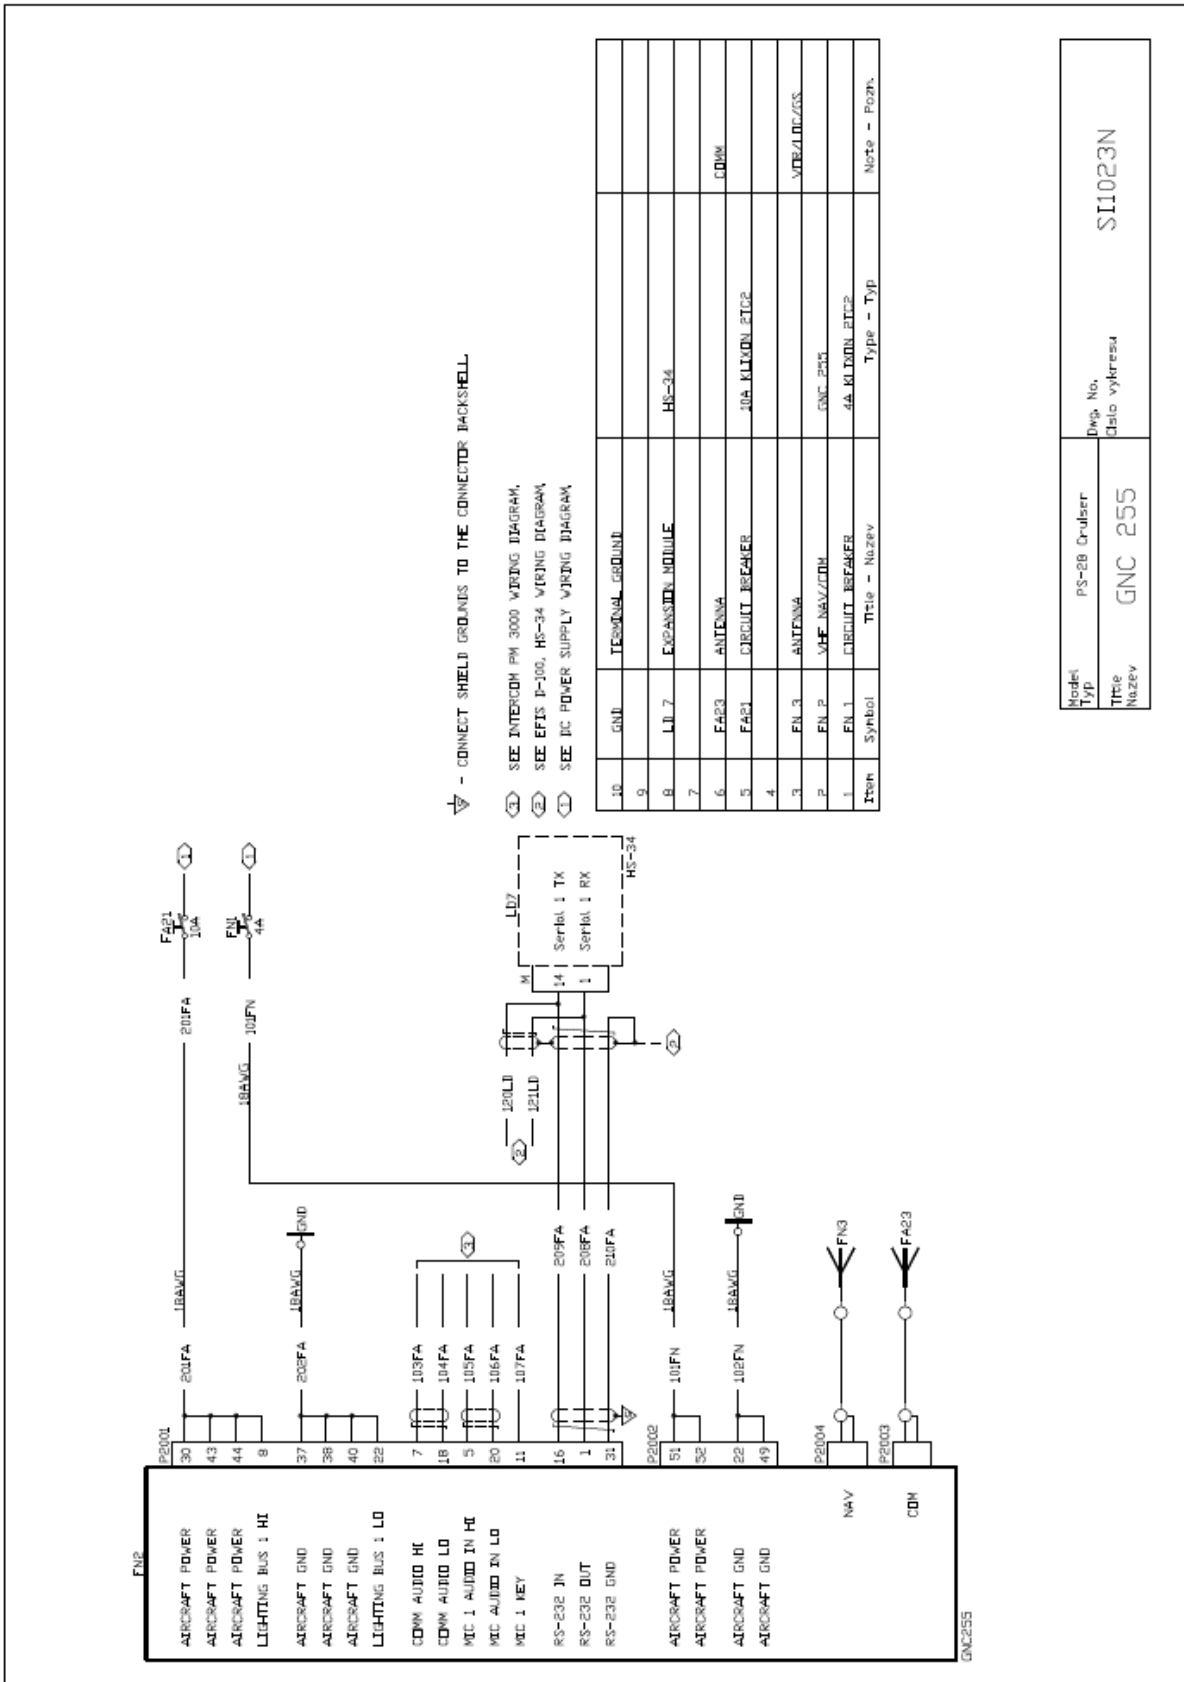 FN2
GNC255
AIRCRAFT POWER
AIRCRAFT POWER
AIRCRAFT POWER
LIGHTING BUS 1 HI
AIRCRAFT GND
AIRCRAFT GND
AIRCRAFT GND
LIGHTING BUS 1 LO
COMM AUDIO HI
COMM AUDIO LO
MIC 1 AUDIO IN HI
MIC AUDIO IN LO
MIC 1 KEY
RS-232 IN
RS-232 OUT
RS-232 GND
AIRCRAFT POWER
AIRCRAFT POWER
AIRCRAFT GND
AIRCRAFT GND
NAV
COM
P2001
30
43
44
8
37
38
40
22
7
18
5
20
11
16
1
31
P2002
51
52
22
49
P2004
P2003
201FA
18AWG
202FA
18AWG
GND
103FA
104FA
105FA
106FA
107FA
3
209FA
208FA
210FA
S
101FN
18AWG
102FN
18AWG
GND
FN3
FA23
201FA
FA21
10A
1
18AWG
101FN
FN1
4A
1
120LD
121LD
2
2
LD7
M
14
1
Serial 1 TX
Serial 1 RX
HS-34
S - CONNECT SHIELD GROUNDS TO THE CONNECTOR BACKSHELL.
3 SEE INTERCOM PM 3000 WIRING DIAGRAM.
2 SEE EFIS D-100, HS-34 WIRING DIAGRAM.
1 SEE DC POWER SUPPLY WIRING DIAGRAM.
10 GND TERMINAL GROUND
9
8 LD 7 EXPANSION MODULE HS-34
7
6 FA23 ANTENNA COMM
5 FA21 CIRCUIT BREAKER 10A KLIXON 2TC2
4
3 FN 3 ANTENNA VOR/LOC/GS
2 FN 2 VHF NAV/COM GNC 255
1 FN 1 CIRCUIT BREAKER 4A KLIXON 2TC2
Item Symbol Title - Nazev Type - Typ Note - Pozn.
Model PS-28 Cruiser
Typ
Dwg. No.
Cislo vykresu SI1023N
Title
Nazev GNC 255